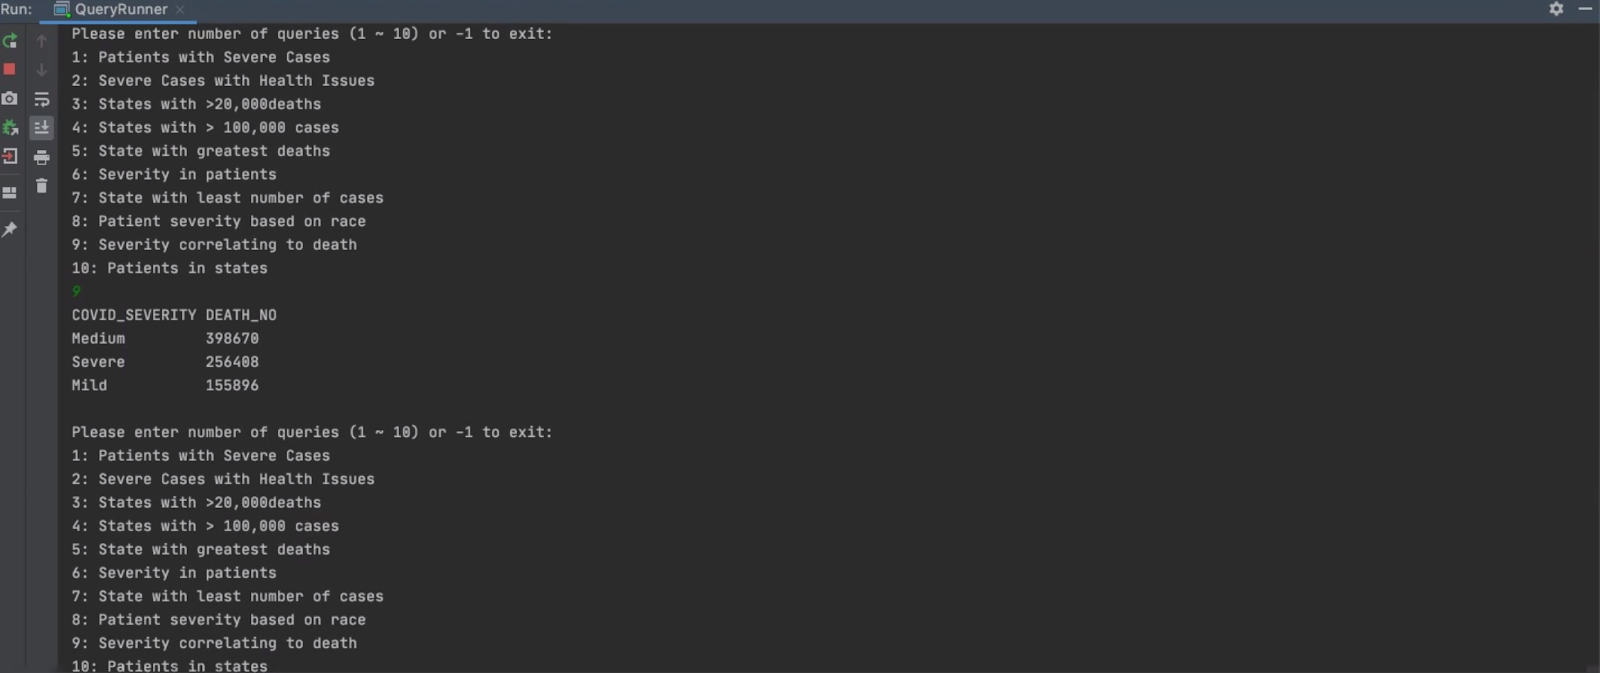 Run: QueryRunner
Please enter number of queries (1 ~ 10) or -1 to exit:
1: Patients with Severe Cases
2: Severe Cases with Health Issues
3: States with >20,000deaths
4: States with > 100,000 cases
5: State with greatest deaths
6: Severity in patients
7: State with least number of cases
8: Patient severity based on race
9: Severity correlating to death
10: Patients in states
9
COVID_SEVERITY DEATH_NO
Medium 398670
Severe 256408
Mild 155896
Please enter number of queries (1 ~ 10) or -1 to exit:
1: Patients with Severe Cases
2: Severe Cases with Health Issues
3: States with >20,000deaths
4: States with > 100,000 cases
5: State with greatest deaths
6: Severity in patients
7: State with least number of cases
8: Patient severity based on race
9: Severity correlating to death
10: Patients in states